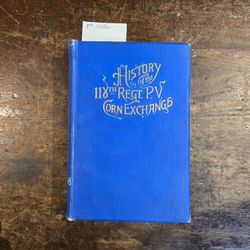 HISTORY
of the
118TH REGT. P.V
CORN EXCHANGE